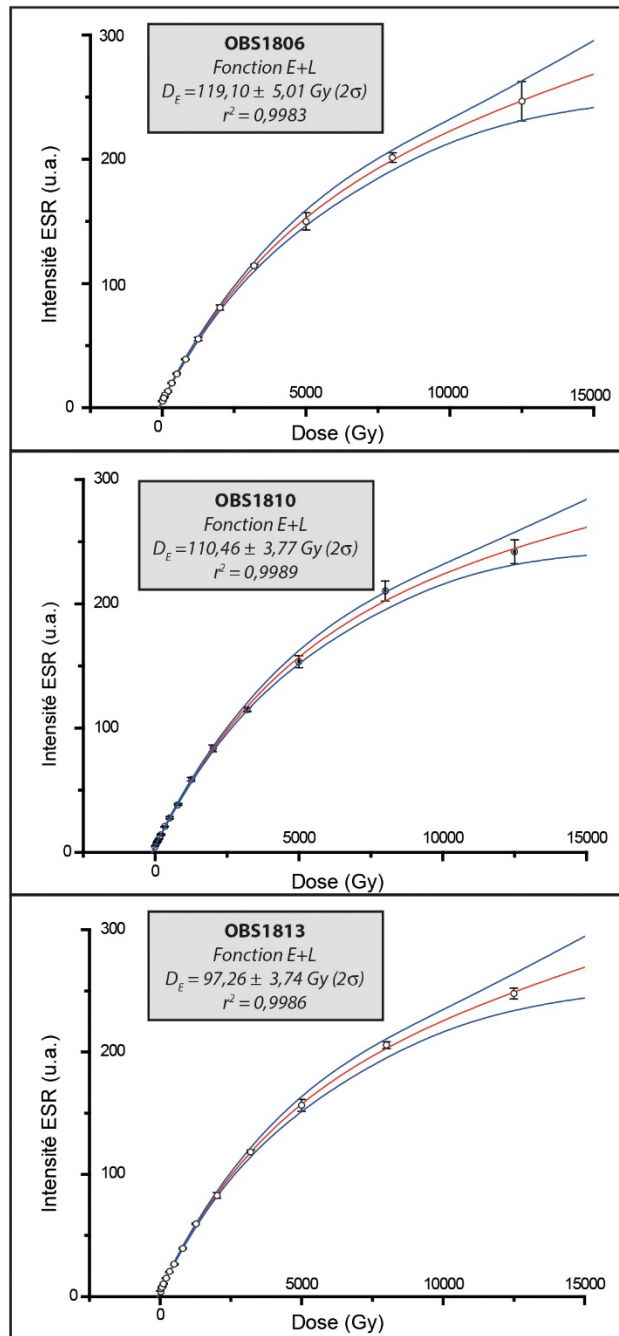 OBS1806
Fonction E+L
D_E =119,10 ± 5,01 Gy (2σ)
r² = 0,9983
Intensité ESR (u.a.)
200
100
0
0
5000
10000
15000
Dose (Gy)
300
OBS1810
Fonction E+L
D_E =110,46 ± 3,77 Gy (2σ)
r² = 0,9989
Intensité ESR (u.a.)
200
100
0
0
5000
10000
15000
Dose (Gy)
300
OBS1813
Fonction E+L
D_E = 97,26 ± 3,74 Gy (2σ)
r² = 0,9986
Intensité ESR (u.a.)
200
100
0
0
5000
10000
15000
Dose (Gy)